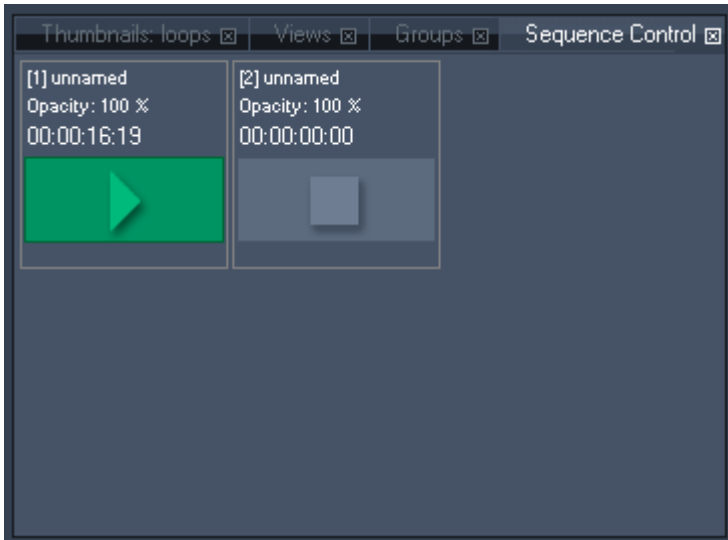 Thumbnails: loops Views Groups Sequence Control
[1] unnamed
Opacity: 100 %
00:00:16:19
[2] unnamed
Opacity: 100 %
00:00:00:00